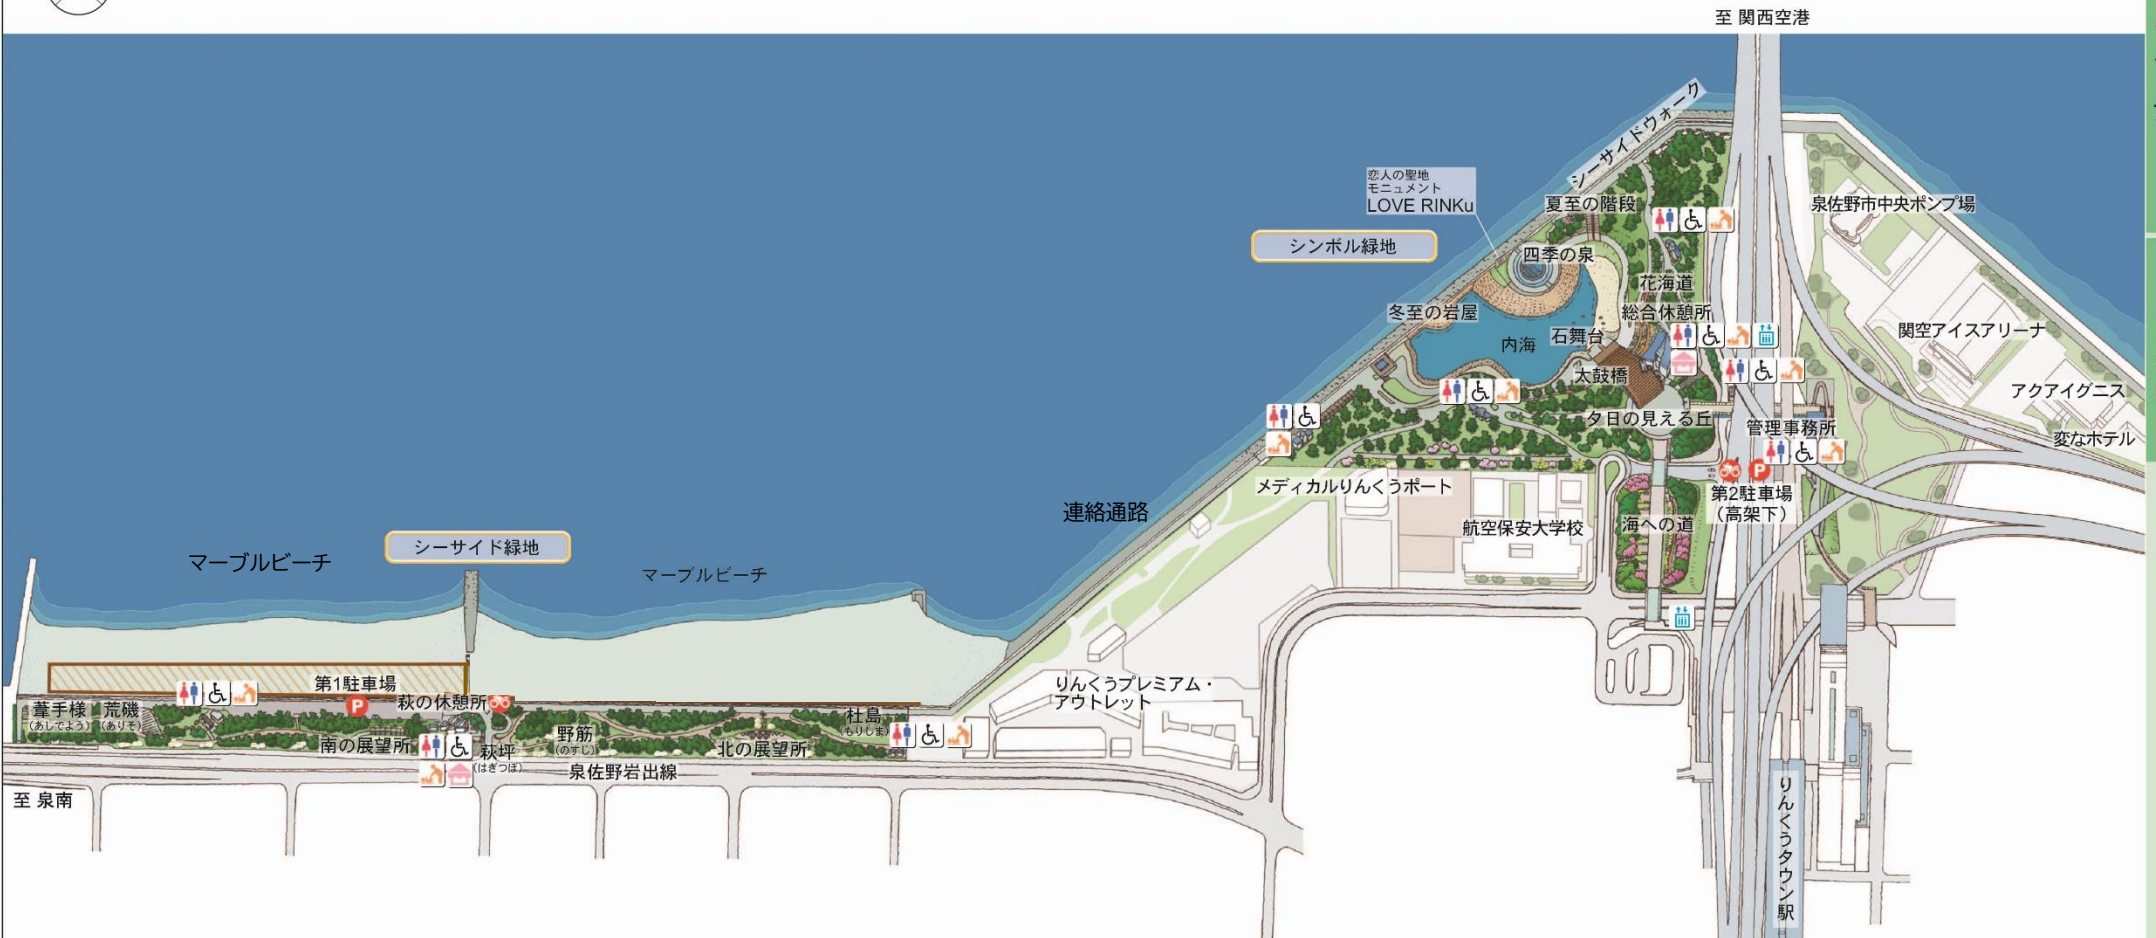 至 関西空港
シーサイドウォーク
恋人の聖地
モニュメント
LOVE RINKu
夏至の階段
泉佐野市中央ポンプ場
シンボル緑地
四季の泉
花海道
冬至の岩屋
総合休憩所
石舞台
内海
関空アイスアリーナ
太鼓橋
アクアイグニス
夕日の見える丘
管理事務所
変なホテル
メディカルりんくうポート
P
第2駐車場
(高架下)
連絡通路
航空保安大学校
海への道
シーサイド緑地
マーブルビーチ
マーブルビーチ
第1駐車場
P
りんくうプレミアム・
アウトレット
萩の休憩所
葦手様
(あしでよう)
荒磯
(ありそ)
杜島
(もりしま)
南の展望所
野筋
(のすじ)
北の展望所
萩坪
(はぎつぼ)
泉佐野岩出線
至 泉南
りんくうタウン駅